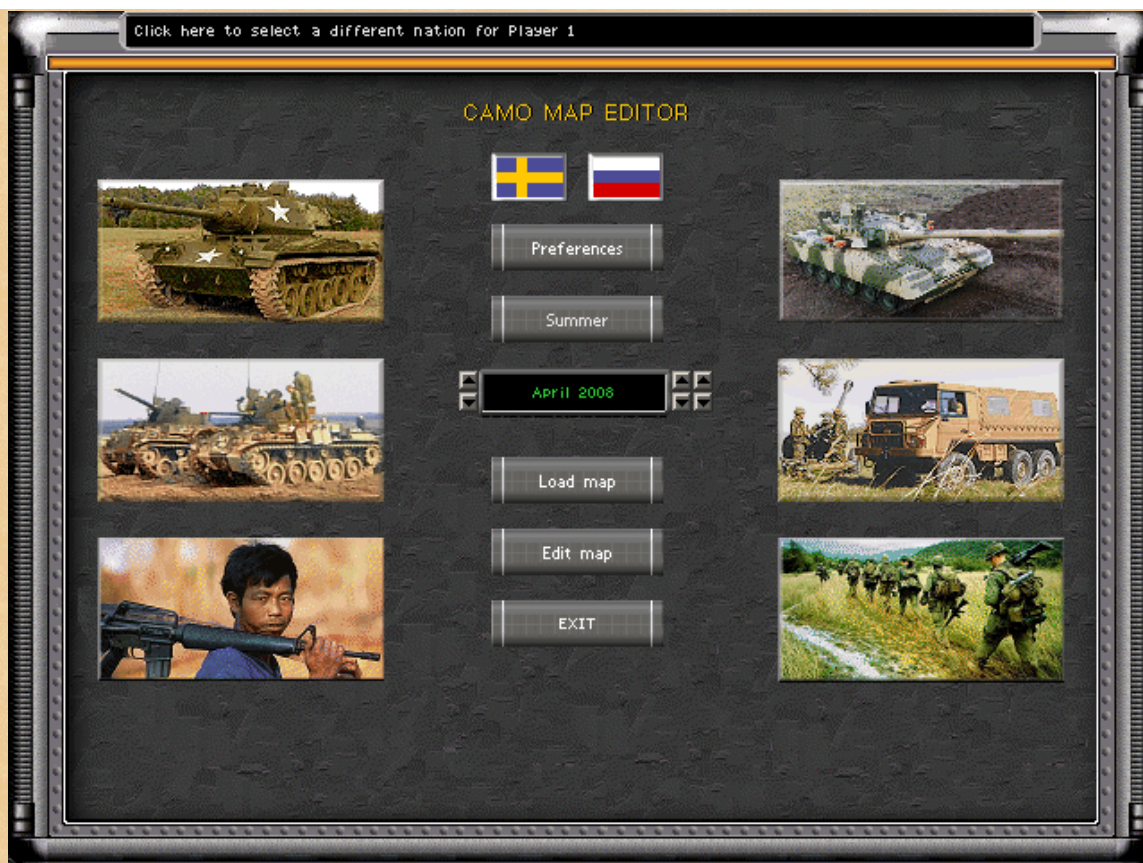 Click here to select a different nation for Player 1
CAMO MAP EDITOR
Preferences
Summer
April 2008
Load map
Edit map
EXIT